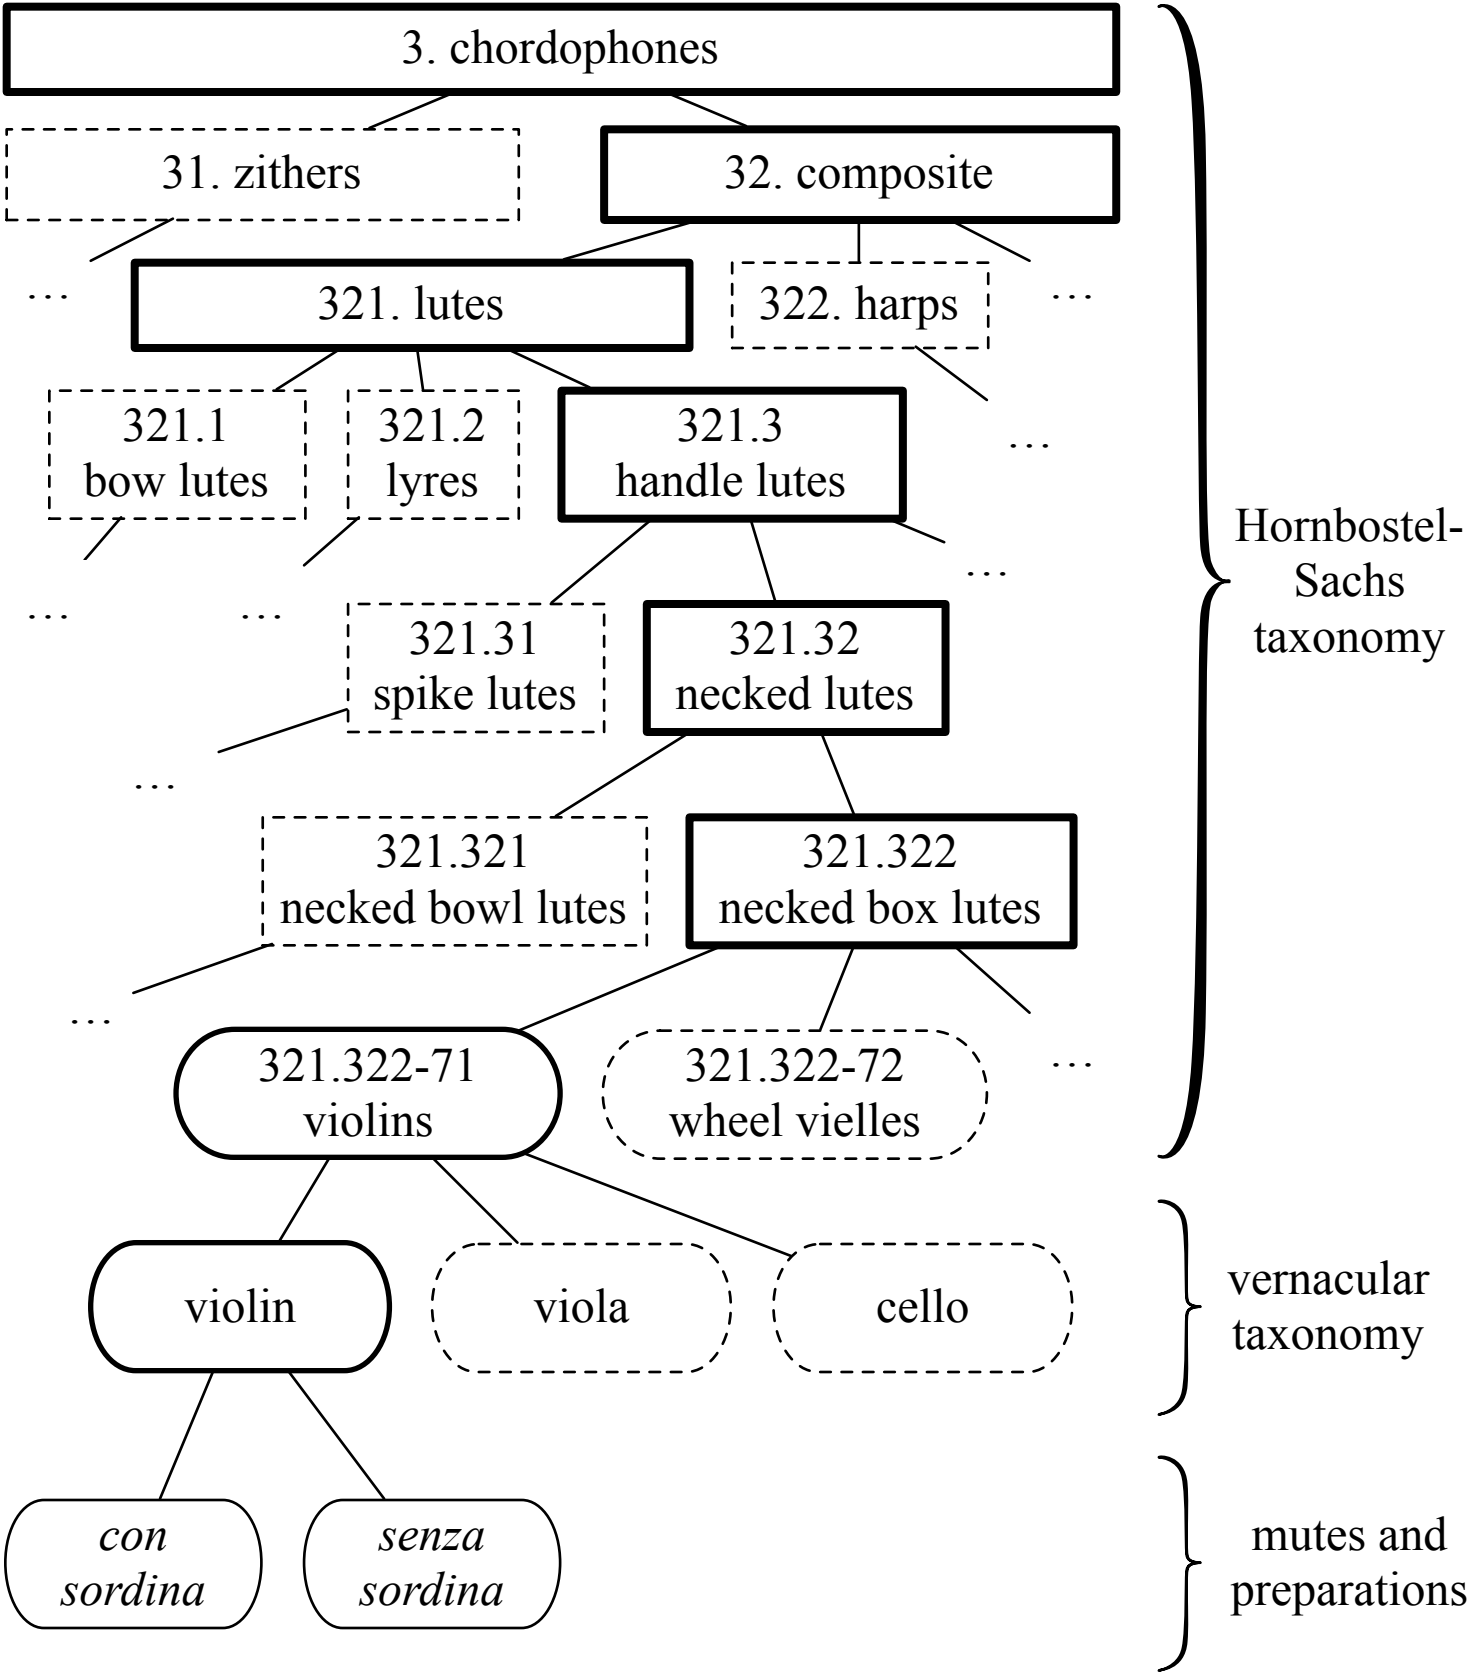 3. chordophones
31. zithers
32. composite
...
321. lutes
322. harps
...
321.1
bow lutes
321.2
lyres
321.3
handle lutes
...
Hornbostel-
Sachs
taxonomy
...
...
...
321.31
spike lutes
321.32
necked lutes
...
321.321
necked bowl lutes
321.322
necked box lutes
...
321.322-71
violins
321.322-72
wheel vielles
...
violin
viola
cello
vernacular
taxonomy
con
sordina
senza
sordina
mutes and
preparations